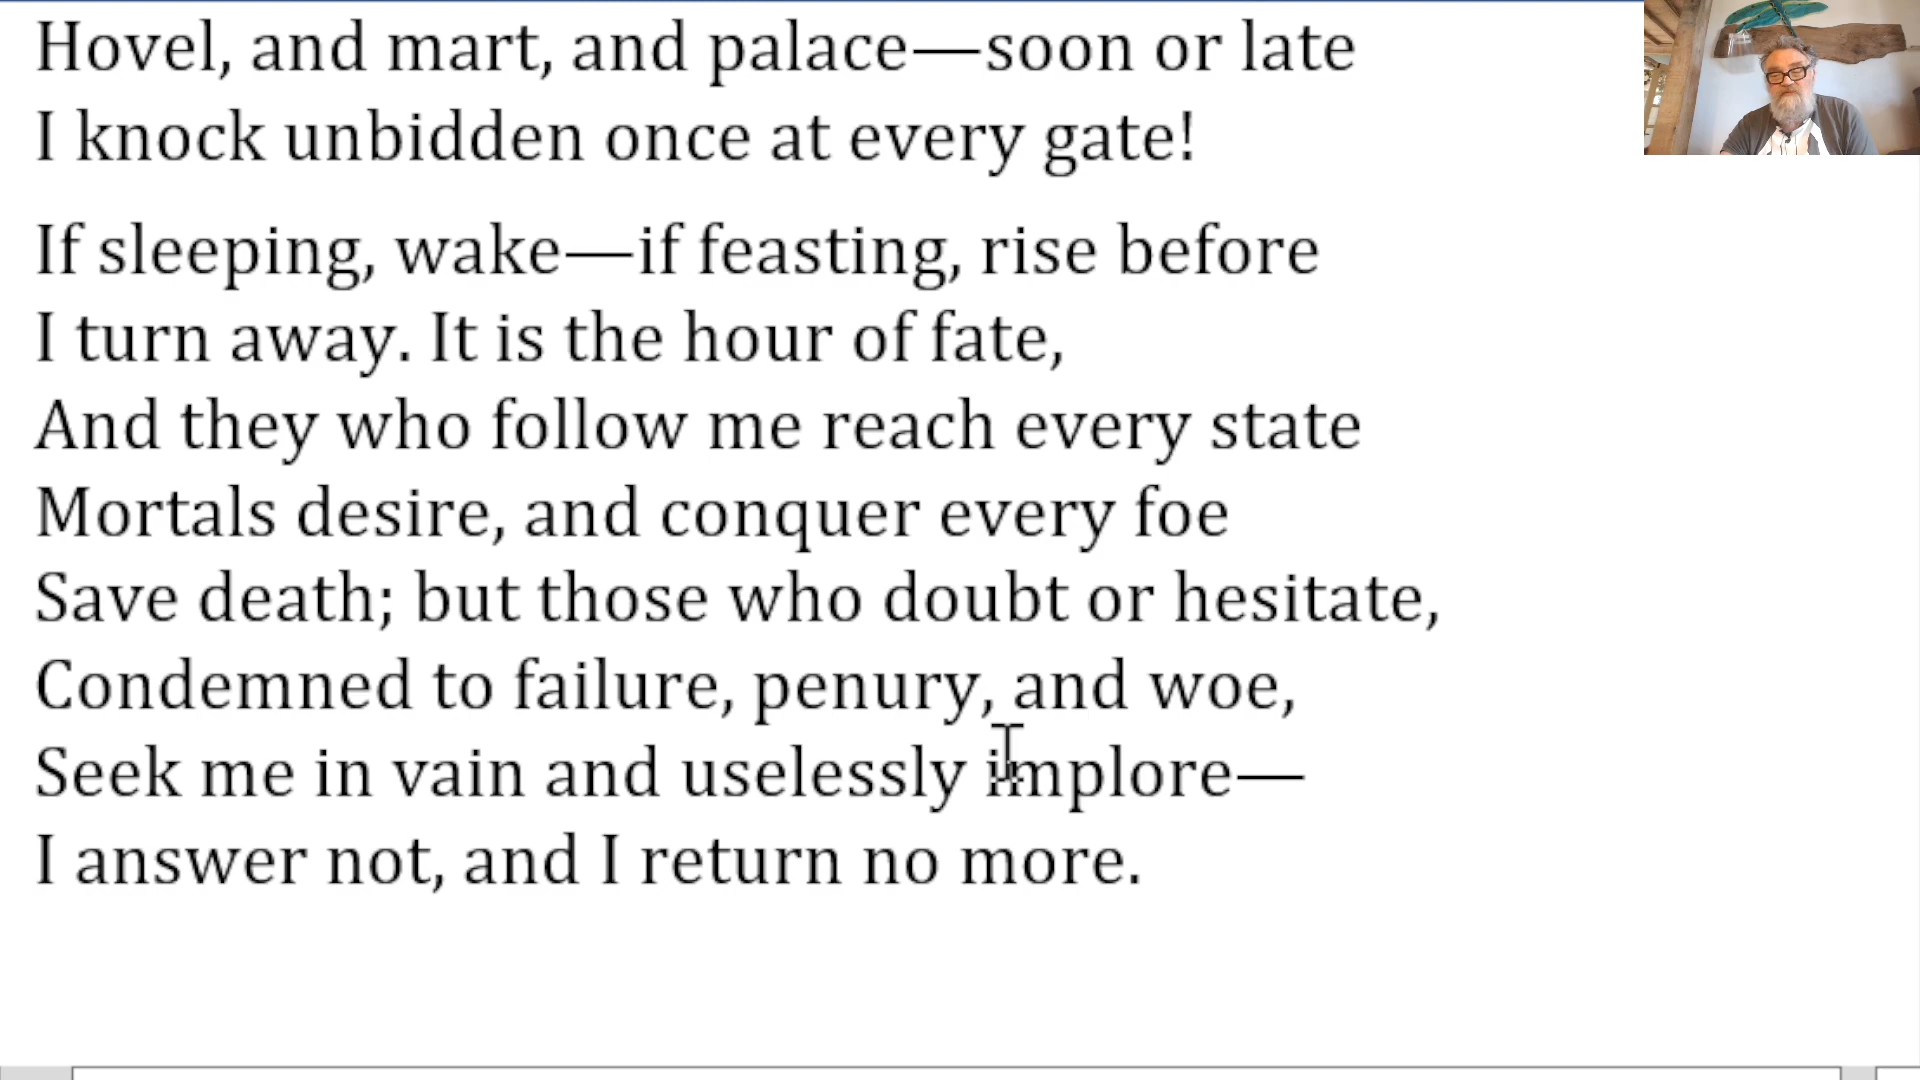 Hovel, and mart, and palace—soon or late
I knock unbidden once at every gate!
If sleeping, wake—if feasting, rise before
I turn away. It is the hour of fate,
And they who follow me reach every state
Mortals desire, and conquer every foe
Save death; but those who doubt or hesitate,
Condemned to failure, penury, and woe,
Seek me in vain and uselessly implore—
I answer not, and I return no more.